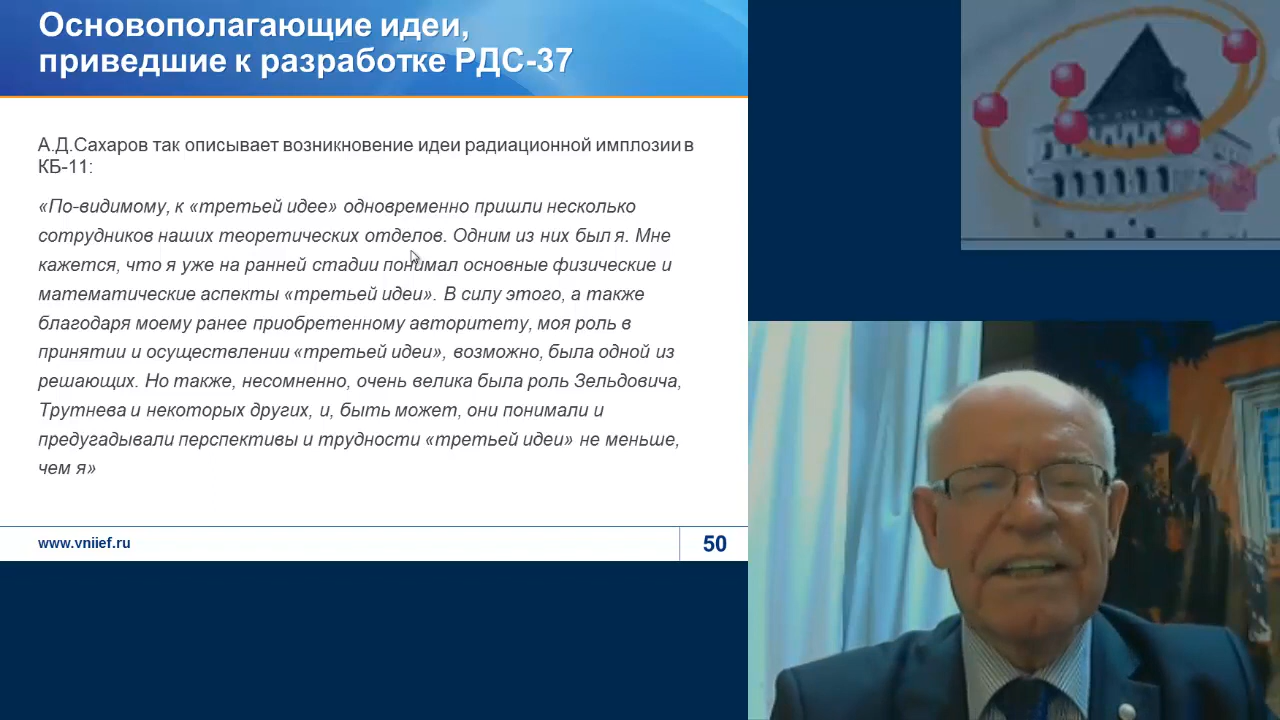 Основополагающие идеи,
приведшие к разработке РДС-37
А.Д.Сахаров так описывает возникновение идеи радиационной имплозии в
КБ-11:
«По-видимому, к «третьей идее» одновременно пришли несколько
сотрудников наших теоретических отделов. Одним из них был я. Мне
кажется, что я уже на ранней стадии понимал основные физические и
математические аспекты «третьей идеи». В силу этого, а также
благодаря моему ранее приобретенному авторитету, моя роль в
принятии и осуществлении «третьей идеи», возможно, была одной из
решающих. Но также, несомненно, очень велика была роль Зельдовича,
Трутнева и некоторых других, и, быть может, они понимали и
предугадывали перспективы и трудности «третьей идеи» не меньше,
чем я»
www.vniief.ru
50